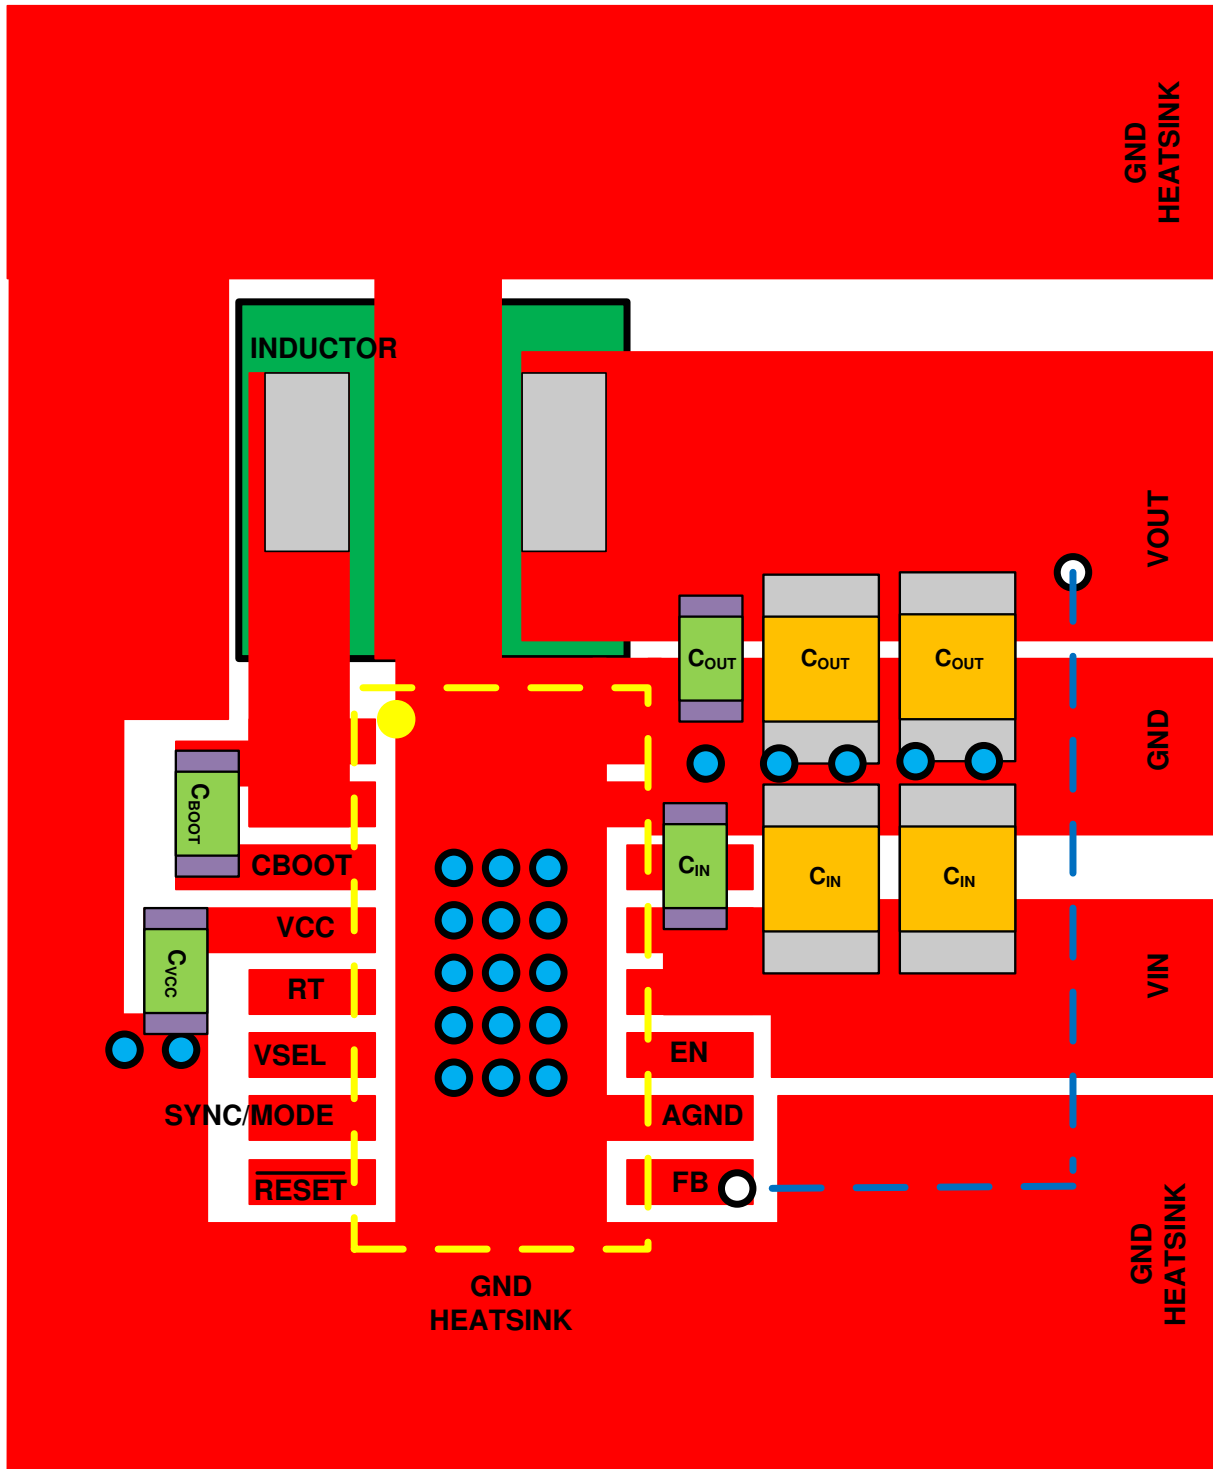 GND
HEATSINK
INDUCTOR
VOUT
COUT
COUT
COUT
GND
CBOOT
CBOOT
CIN
CIN
CIN
VCC
CVCC
RT
VIN
VSEL
EN
SYNC/MODE
AGND
RESET
FB
GND
HEATSINK
GND
HEATSINK